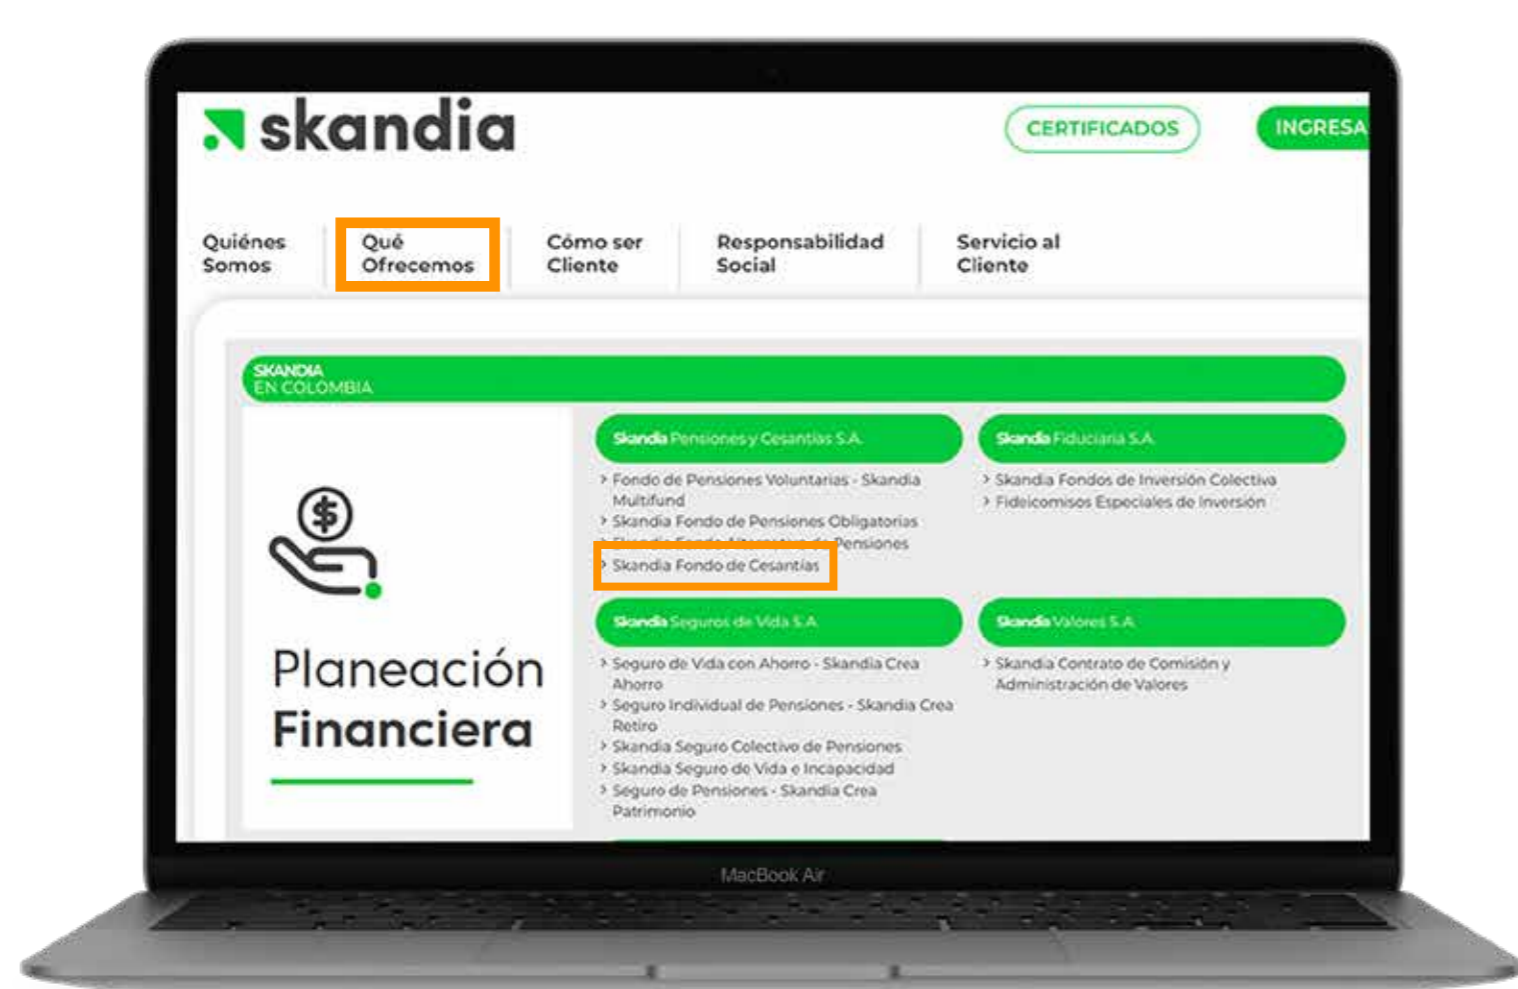 skandia
CERTIFICADOS
INGRESA
Quiénes
Somos
Qué
Ofrecemos
Cómo ser
Cliente
Responsabilidad
Social
Servicio al
Cliente
SKANDIA
EN COLOMBIA
Planeación
Financiera
Skandia Pensiones y Cesantías S.A.
> Fondo de Pensiones Voluntarias - Skandia
Multifund
> Skandia Fondo de Pensiones Obligatorias
> Skandia Fondo Alternativo de Pensiones
> Skandia Fondo de Cesantías
Skandia Fiduciaria S.A.
> Skandia Fondos de Inversión Colectiva
> Fideicomisos Especiales de Inversión
Skandia Seguros de Vida S.A.
> Seguro de Vida con Ahorro - Skandia Crea
Ahorro
> Seguro Individual de Pensiones - Skandia Crea
Retiro
> Skandia Seguro Colectivo de Pensiones
> Skandia Seguro de Vida e Incapacidad
> Seguro de Pensiones - Skandia Crea
Patrimonio
Skandia Valores S.A.
> Skandia Contrato de Comisión y
Administración de Valores
MacBook Air